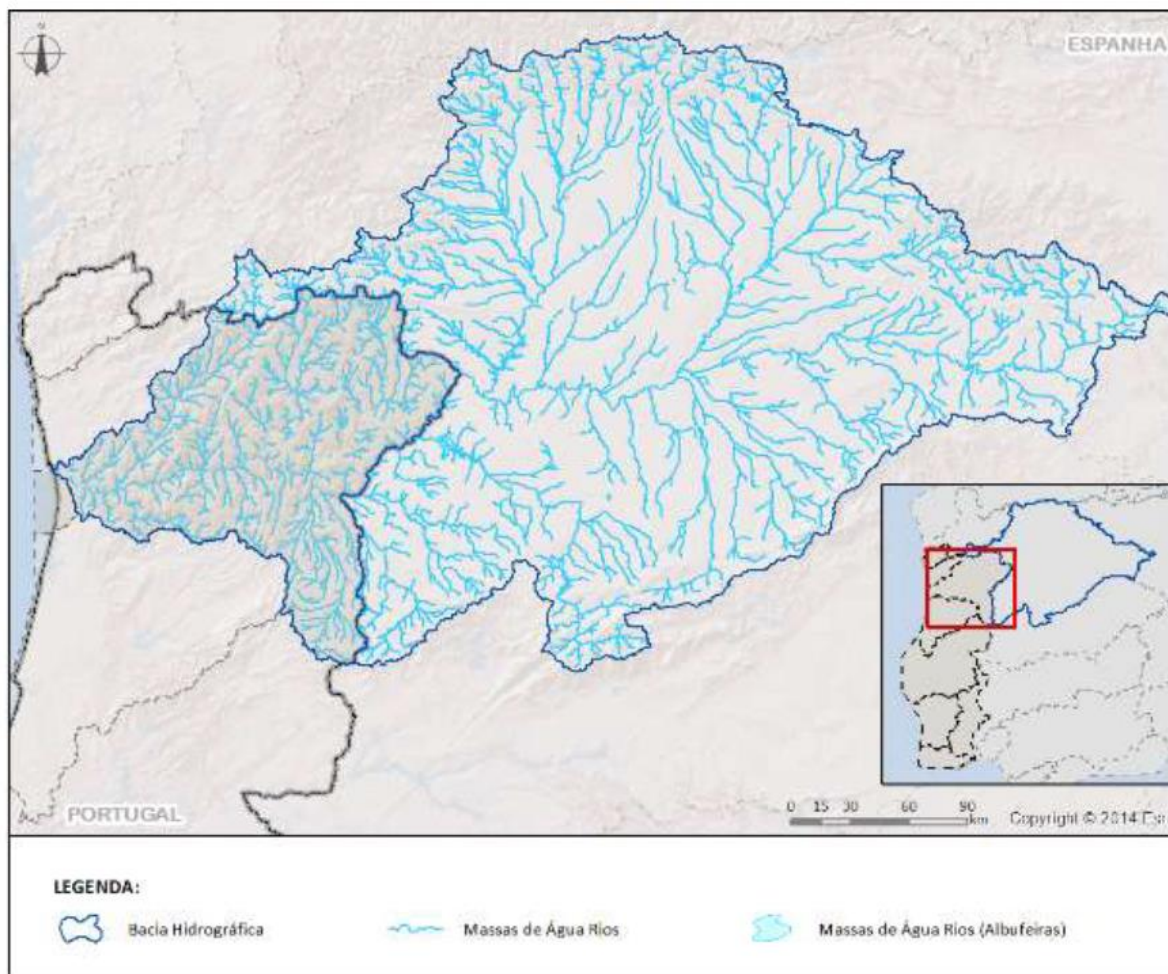 N
ESPANHA
PORTUGAL
0 15 30 60 90
km
Copyright © 2014 Esr
LEGENDA:
Bacia Hidrográfica
Massas de Água Rios
Massas de Água Rios (Albufeiras)